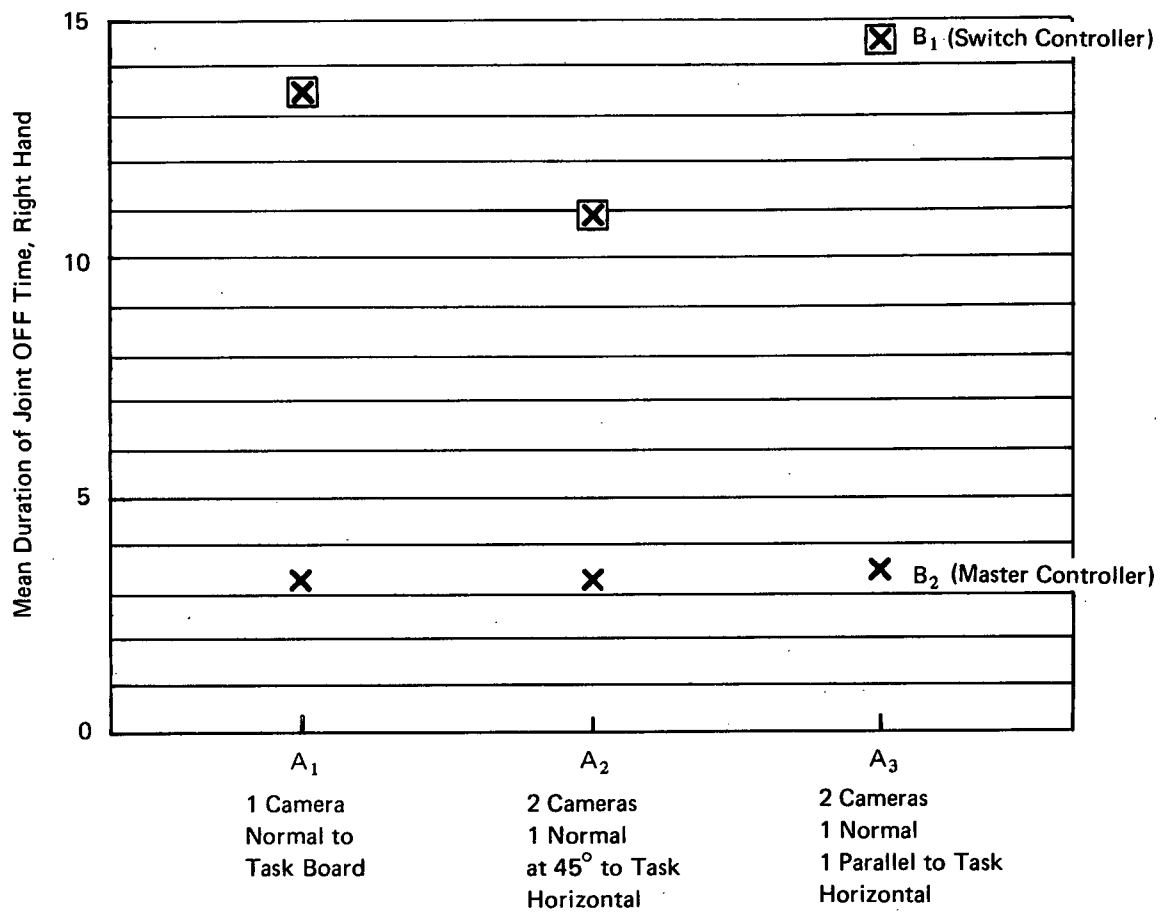 15
B₁ (Switch Controller)
10
Mean Duration of Joint OFF Time, Right Hand
5
B₂ (Master Controller)
0
A₁
1 Camera
Normal to
Task Board
A₂
2 Cameras
1 Normal
at 45° to Task
Horizontal
A₃
2 Cameras
1 Normal
1 Parallel to Task
Horizontal